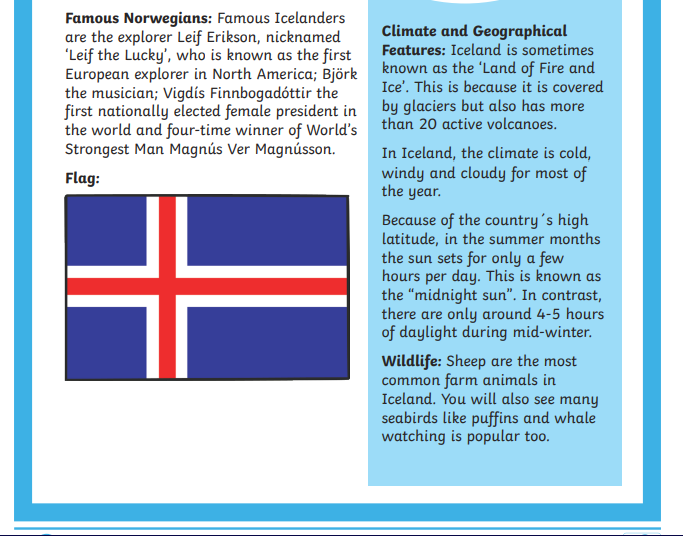 Famous Norwegians: Famous Icelanders
are the explorer Leif Erikson, nicknamed
‘Leif the Lucky’, who is known as the first
European explorer in North America; Björk
the musician; Vigdís Finnbogadóttir the
first nationally elected female president in
the world and four-time winner of World’s
Strongest Man Magnús Ver Magnússon.
Flag:
Climate and Geographical
Features: Iceland is sometimes
known as the ‘Land of Fire and
Ice’. This is because it is covered
by glaciers but also has more
than 20 active volcanoes.
In Iceland, the climate is cold,
windy and cloudy for most of
the year.
Because of the country´s high
latitude, in the summer months
the sun sets for only a few
hours per day. This is known as
the “midnight sun”. In contrast,
there are only around 4-5 hours
of daylight during mid-winter.
Wildlife: Sheep are the most
common farm animals in
Iceland. You will also see many
seabirds like puffins and whale
watching is popular too.